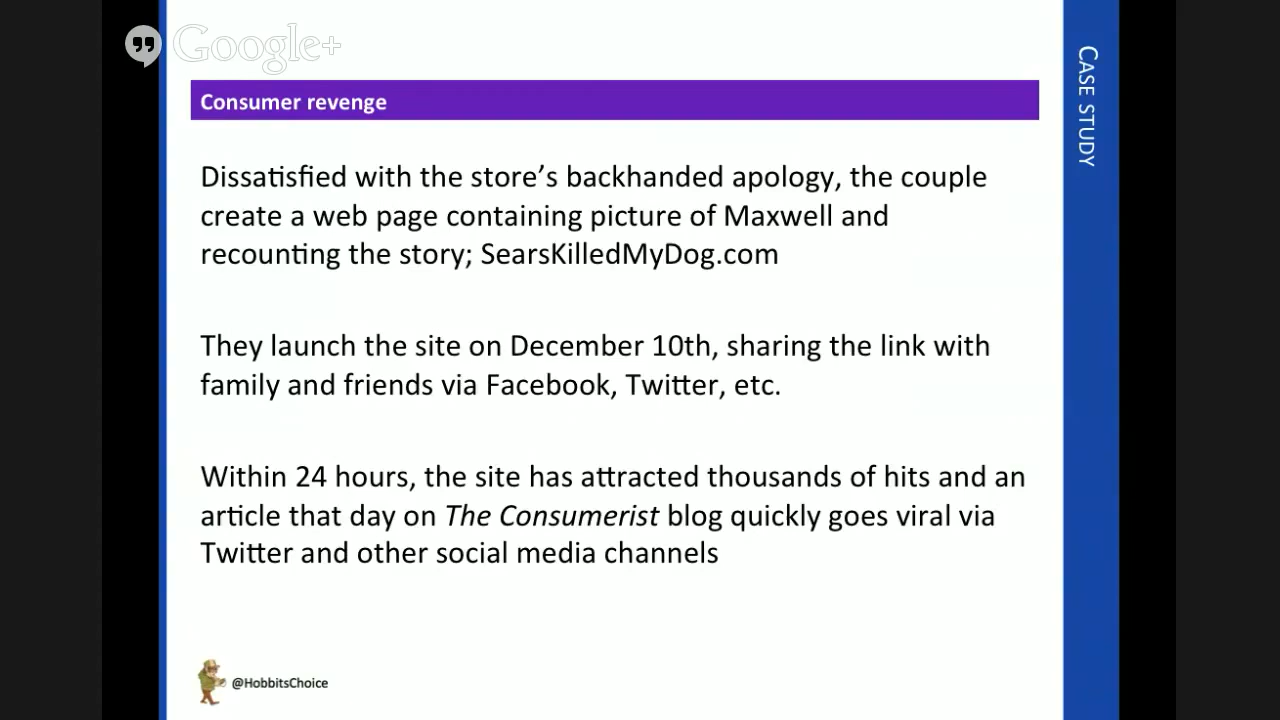 Google+
CASE STUDY
Consumer revenge
Dissatisfied with the store’s backhanded apology, the couple
create a web page containing picture of Maxwell and
recounting the story; SearsKilledMyDog.com
They launch the site on December 10th, sharing the link with
family and friends via Facebook, Twitter, etc.
Within 24 hours, the site has attracted thousands of hits and an
article that day on The Consumerist blog quickly goes viral via
Twitter and other social media channels
@HobbitsChoice